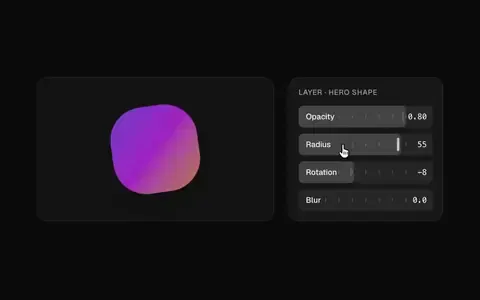 LAYER · HERO SHAPE
Opacity 0.80
Radius 55
Rotation -8
Blur 0.0